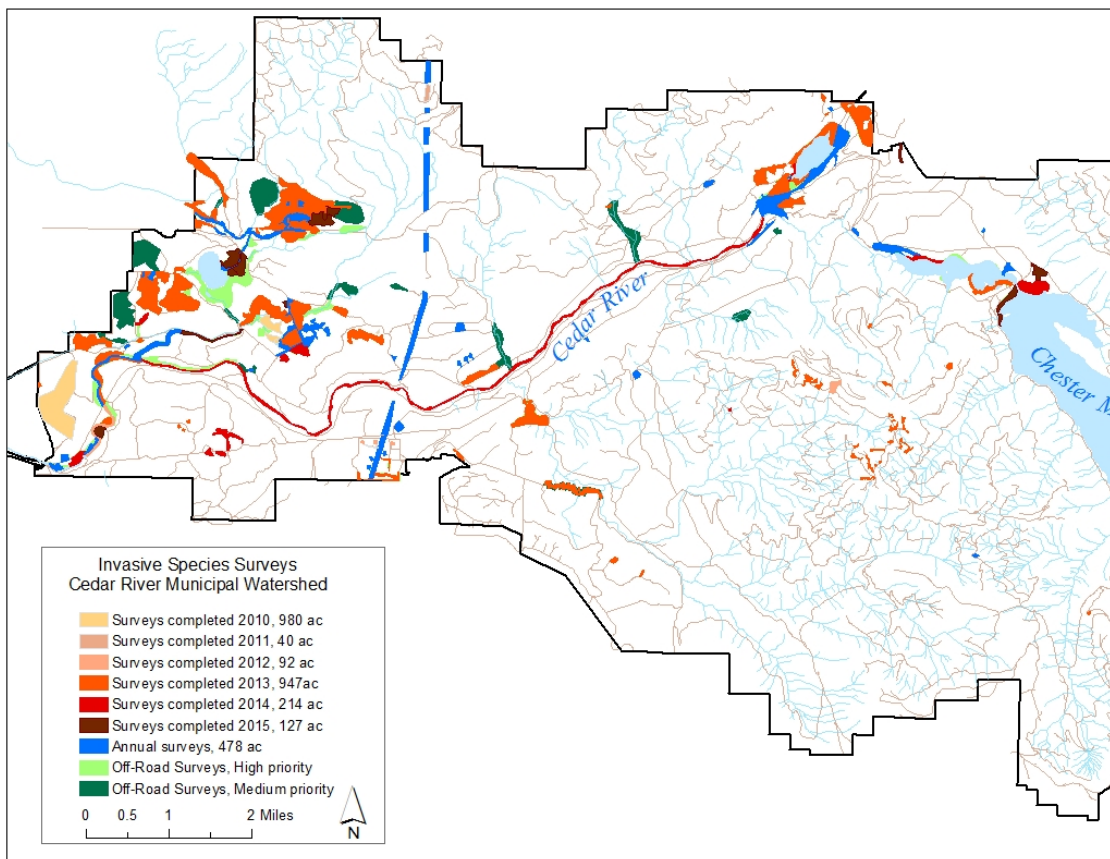 Cedar River
Chester M
Invasive Species Surveys
Cedar River Municipal Watershed
Surveys completed 2010, 980 ac
Surveys completed 2011, 40 ac
Surveys completed 2012, 92 ac
Surveys completed 2013, 947ac
Surveys completed 2014, 214 ac
Surveys completed 2015, 127 ac
Annual surveys, 478 ac
Off-Road Surveys, High priority
Off-Road Surveys, Medium priority
0 0.5 1 2 Miles
N